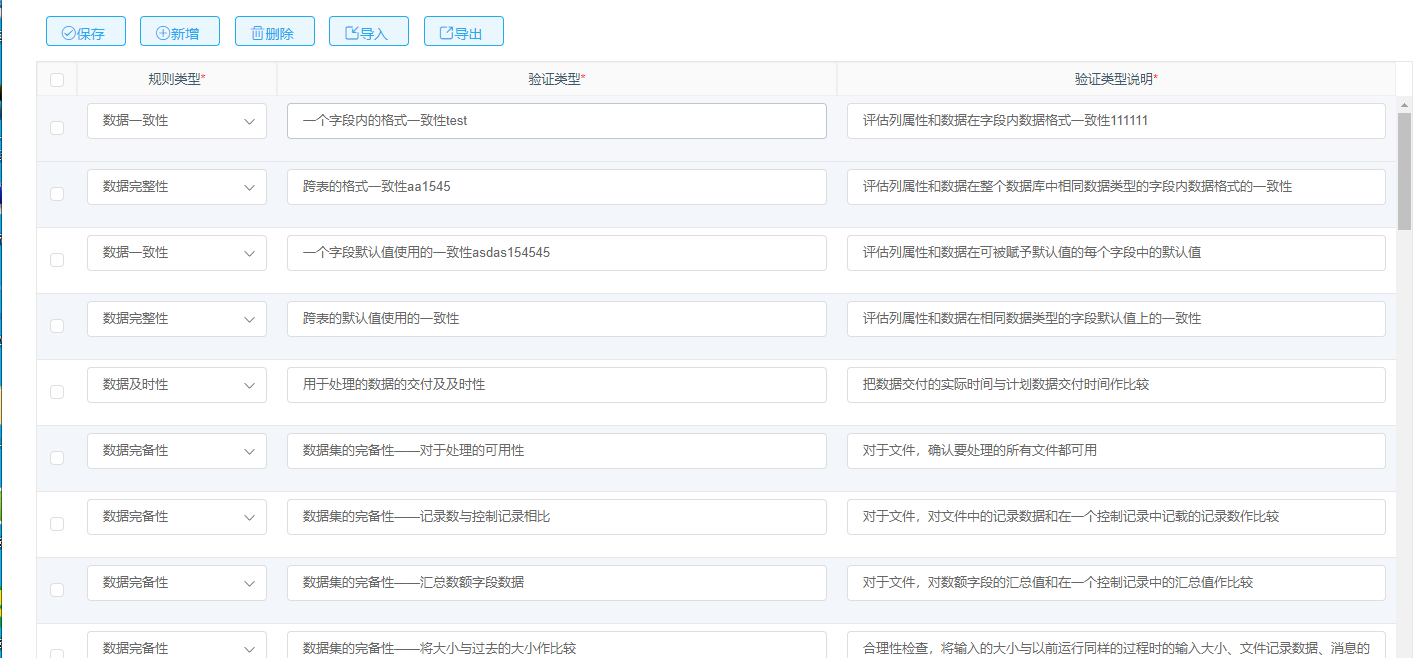 保存 新增 删除 导入 导出
规则类型* 验证类型* 验证类型说明*
数据一致性 一个字段内的格式一致性test 评估列属性和数据在字段内数据格式一致性111111
数据完整性 跨表的格式一致性aa1545 评估列属性和数据在整个数据库中相同数据类型的字段内数据格式的一致性
数据一致性 一个字段默认值使用的一致性asdas154545 评估列属性和数据在可被赋予默认值的每个字段中的默认值
数据完整性 跨表的默认值使用的一致性 评估列属性和数据在相同数据类型的字段默认值上的一致性
数据及时性 用于处理的数据的交付及及时性 把数据交付的实际时间与计划数据交付时间作比较
数据完备性 数据集的完备性——对于处理的可用性 对于文件，确认要处理的所有文件都可用
数据完备性 数据集的完备性——记录数与控制记录相比 对于文件，对文件中的记录数据和在一个控制记录中记载的记录数作比较
数据完备性 数据集的完备性——汇总数额字段数据 对于文件，对数额字段的汇总值和在一个控制记录中的汇总值作比较
数据完备性 数据集的完备性——将大小与过去的大小作比较 合理性检查，将输入的大小与以前运行同样的过程时的输入大小、文件记录数据、消息的